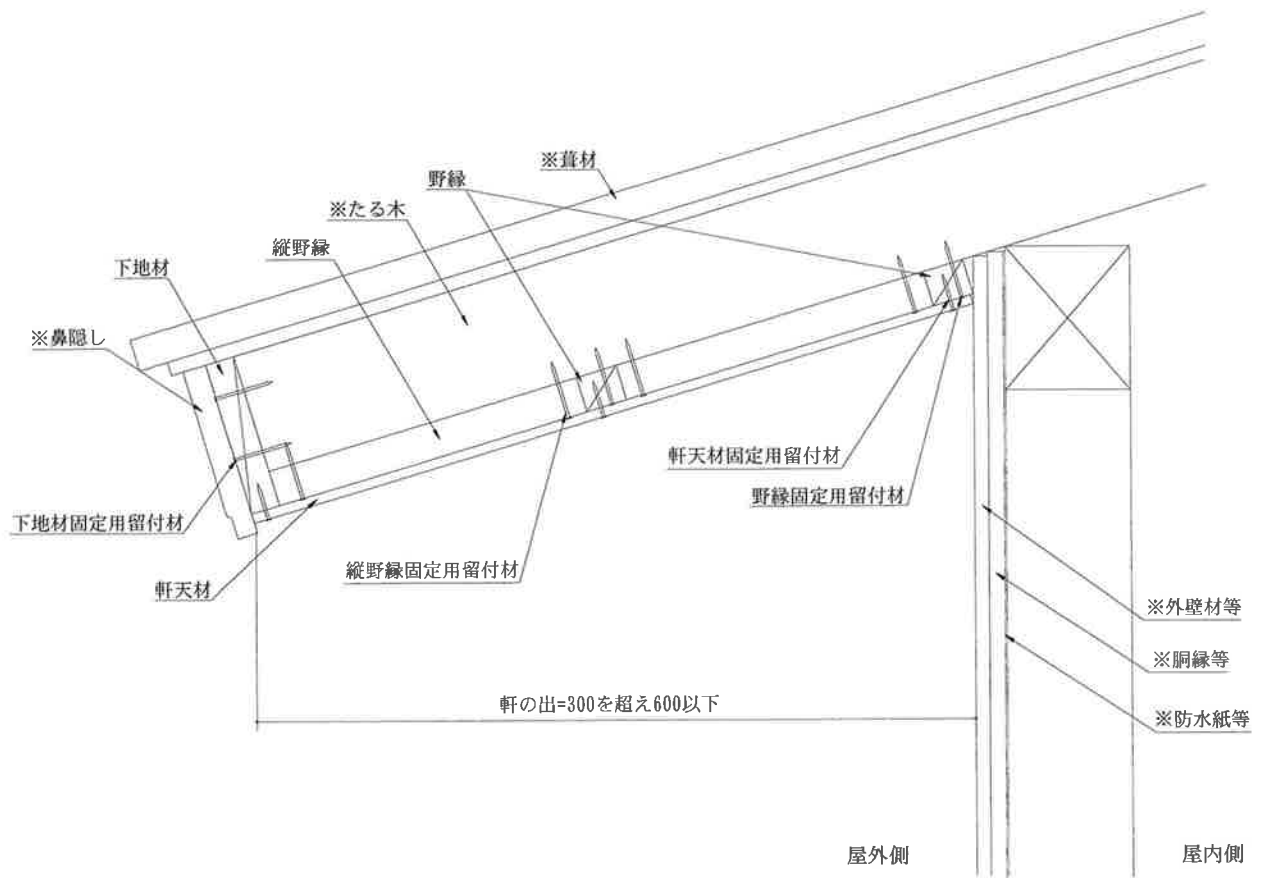 ※葺材
野縁
※たる木
縦野縁
下地材
※鼻隠し
軒天材固定用留付材
野縁固定用留付材
下地材固定用留付材
縦野縁固定用留付材
軒天材
※外壁材等
※胴縁等
軒の出=300を超え600以下
※防水紙等
屋外側
屋内側